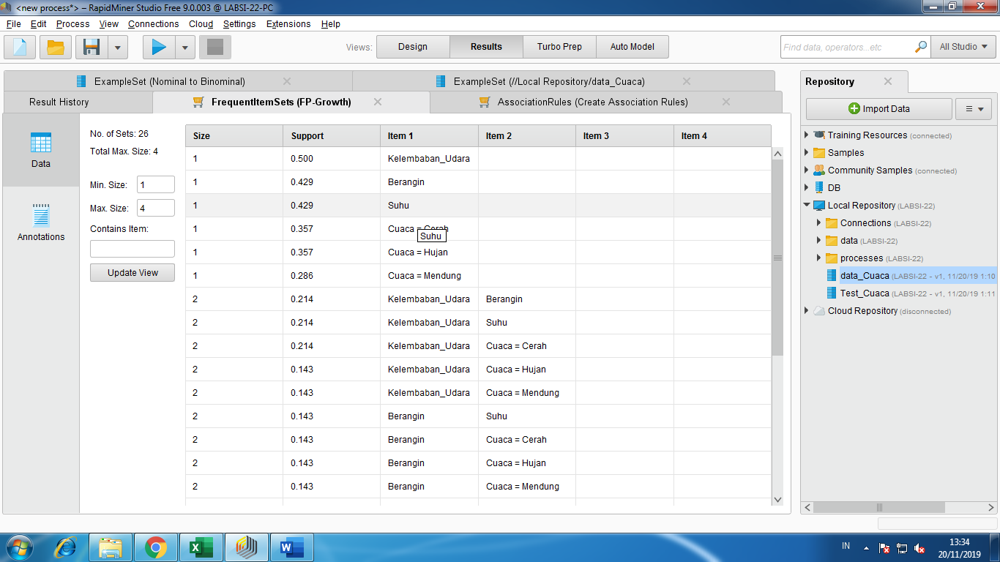 <new process*> – RapidMiner Studio Free 9.0.003 @ LABSI-22-PC
File Edit Process View Connections Cloud Settings Extensions Help
Views: Design Results Turbo Prep Auto Model Find data, operators...etc All Studio
ExampleSet (Nominal to Binominal) ExampleSet (//Local Repository/data_Cuaca)
Result History FrequentItemSets (FP-Growth) AssociationRules (Create Association Rules)
Data
Annotations
No. of Sets: 26
Total Max. Size: 4
Min. Size: 1
Max. Size: 4
Contains Item:
Update View
Size Support Item 1 Item 2 Item 3 Item 4
1 0.500 Kelembaban_Udara
1 0.429 Berangin
1 0.429 Suhu
1 0.357 Cuaca = Cerah
Suhu
1 0.357 Cuaca = Hujan
1 0.286 Cuaca = Mendung
2 0.214 Kelembaban_Udara Berangin
2 0.214 Kelembaban_Udara Suhu
2 0.214 Kelembaban_Udara Cuaca = Cerah
2 0.143 Kelembaban_Udara Cuaca = Hujan
2 0.143 Kelembaban_Udara Cuaca = Mendung
2 0.143 Berangin Suhu
2 0.143 Berangin Cuaca = Cerah
2 0.143 Berangin Cuaca = Hujan
2 0.143 Berangin Cuaca = Mendung
Repository
Import Data
Training Resources (connected)
Samples
Community Samples (connected)
DB
Local Repository (LABSI-22)
Connections (LABSI-22)
data (LABSI-22)
processes (LABSI-22)
data_Cuaca (LABSI-22 - v1, 11/20/19 1:10
Test_Cuaca (LABSI-22 - v1, 11/20/19 1:11
Cloud Repository (disconnected)
IN
13:34
20/11/2019